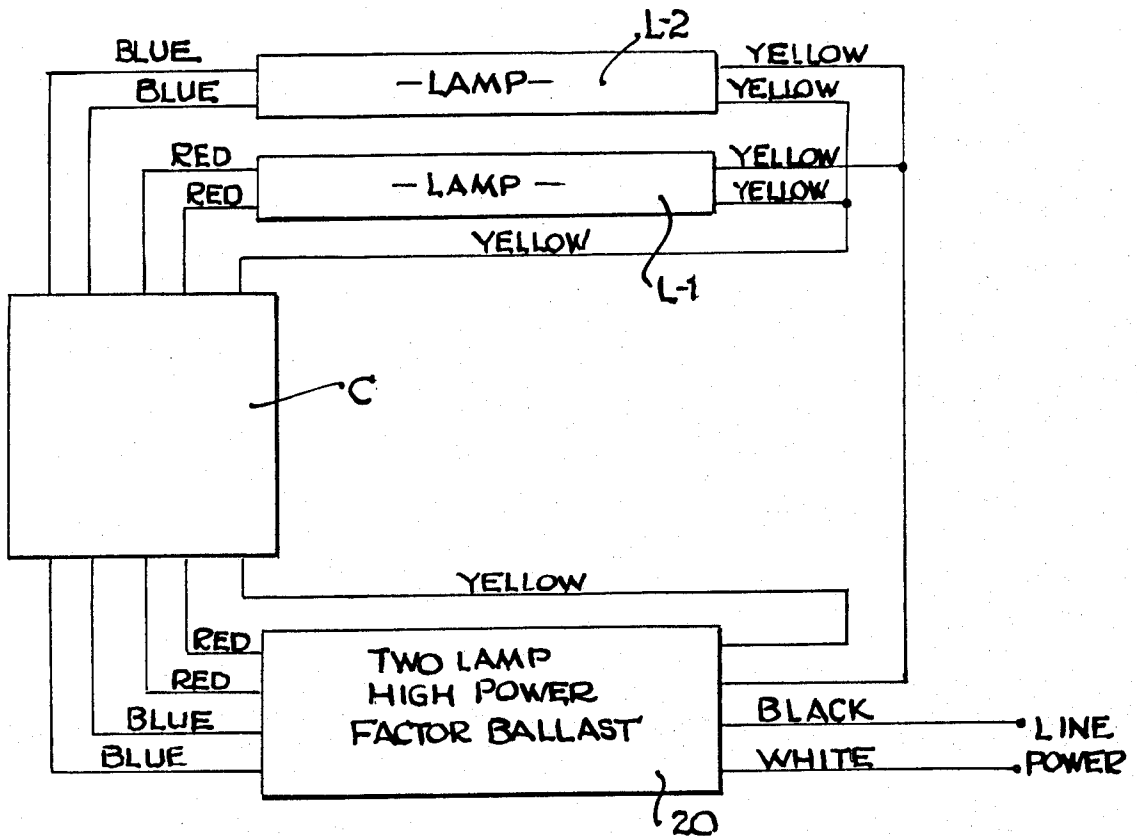 L-2
BLUE
YELLOW
-LAMP-
BLUE
YELLOW
RED
YELLOW
-LAMP-
RED
YELLOW
YELLOW
L-1
C
YELLOW
RED
TWO LAMP
RED
HIGH POWER
BLUE
FACTOR BALLAST
BLACK
LINE
BLUE
WHITE
POWER
20